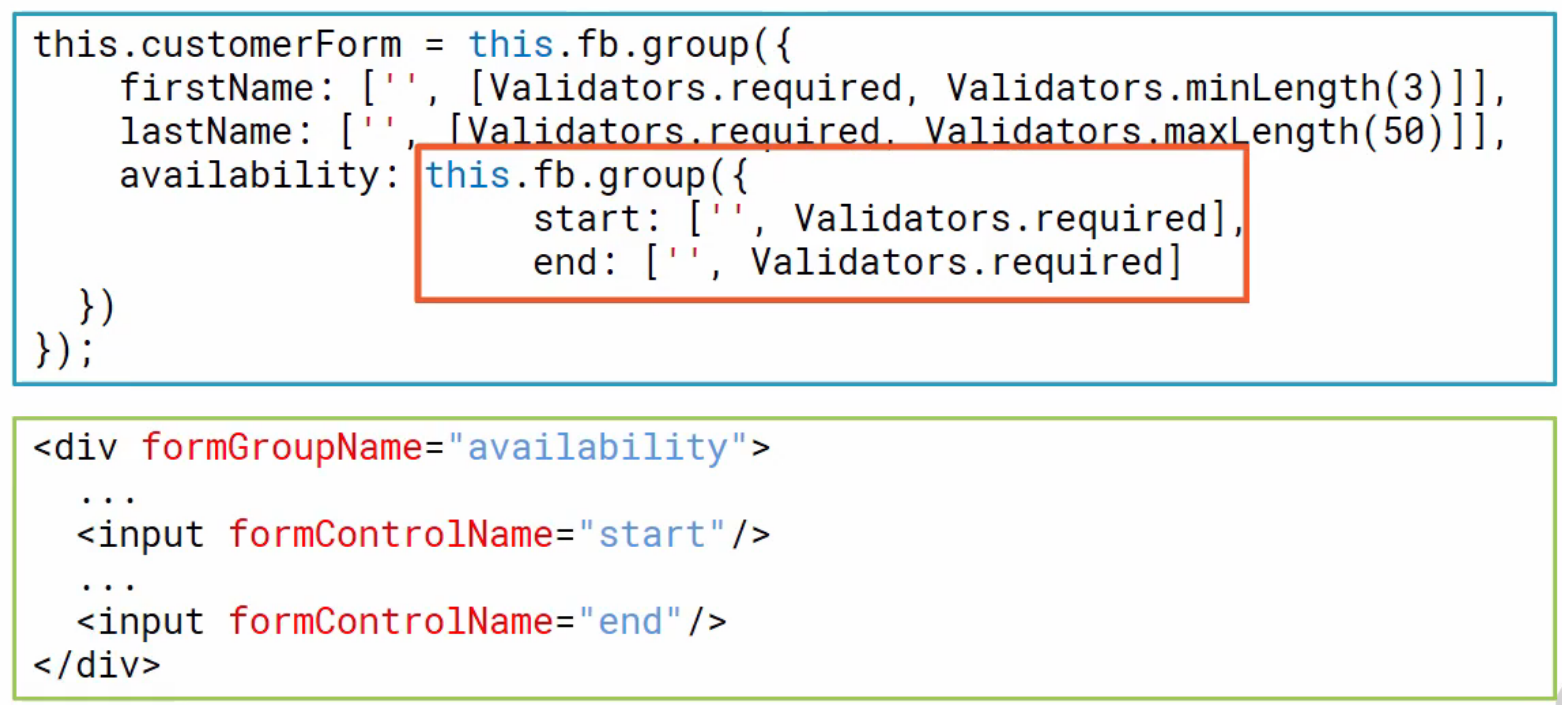 this.customerForm = this.fb.group({
    firstName: ['', [Validators.required, Validators.minLength(3)]],
    lastName: ['', [Validators.required, Validators.maxLength(50)]],
    availability: this.fb.group({
                       start: ['', Validators.required],
                       end: ['', Validators.required]
  })
});
<div formGroupName="availability">
  ...
  <input formControlName="start"/>
  ...
  <input formControlName="end"/>
</div>